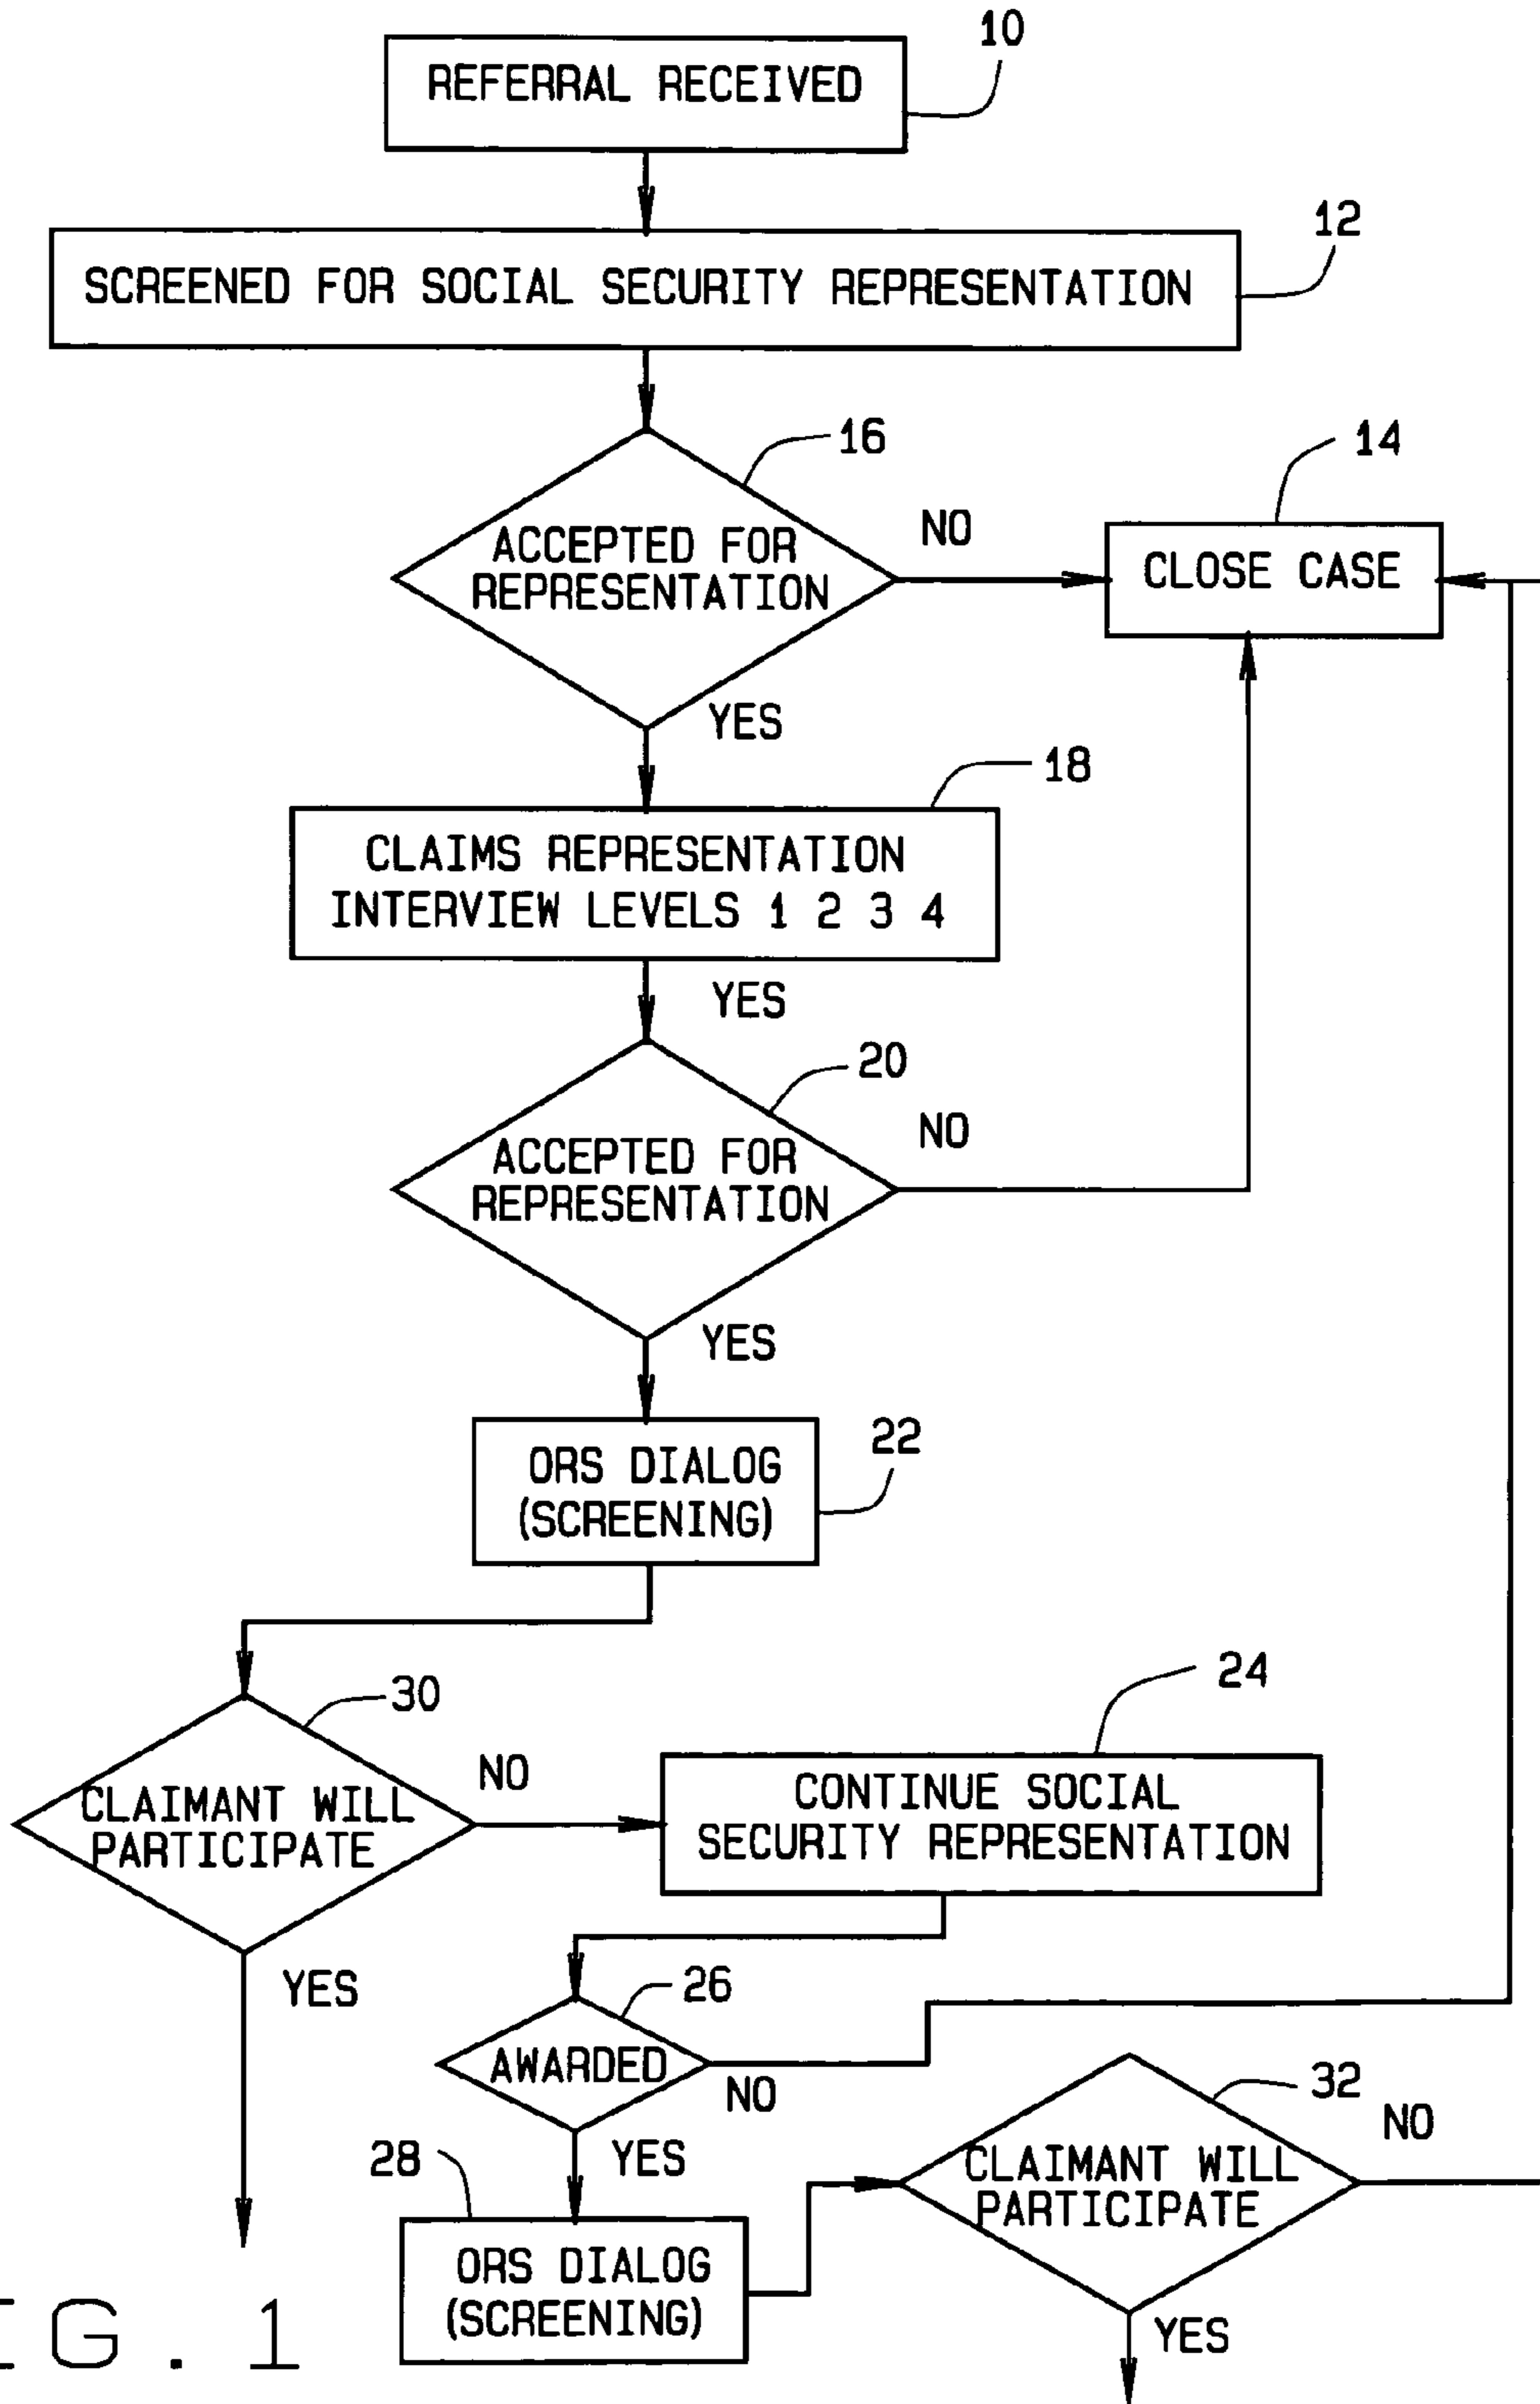 10
REFERRAL RECEIVED
12
SCREENED FOR SOCIAL SECURITY REPRESENTATION
16
14
ACCEPTED FOR
REPRESENTATION
NO
CLOSE CASE
YES
18
CLAIMS REPRESENTATION
INTERVIEW LEVELS 1 2 3 4
YES
20
ACCEPTED FOR
REPRESENTATION
NO
YES
22
ORS DIALOG
(SCREENING)
30
24
CLAIMANT WILL
PARTICIPATE
NO
CONTINUE SOCIAL
SECURITY REPRESENTATION
YES
26
AWARDED
NO
32
CLAIMANT WILL
PARTICIPATE
NO
28
YES
ORS DIALOG
(SCREENING)
YES
IG. 1